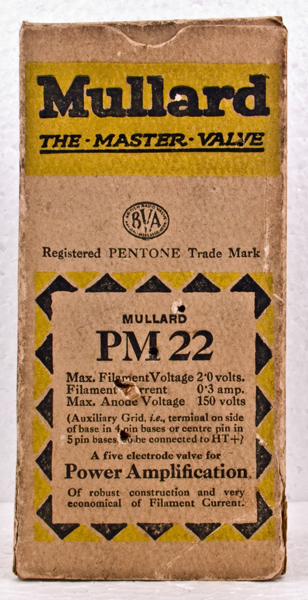 Mullard
THE · MASTER · VALVE
BVA
Registered PENTONE Trade Mark
MULLARD
PM 22
Max. Filament Voltage 2·0 volts.
Filament Current 0·3 amp.
Max. Anode Voltage 150 volts
(Auxiliary Grid, i.e., terminal on side
of base in 4 pin bases or centre pin in
5 pin bases, to be connected to HT+)
A five electrode valve for
Power Amplification
Of robust construction and very
economical of Filament Current.